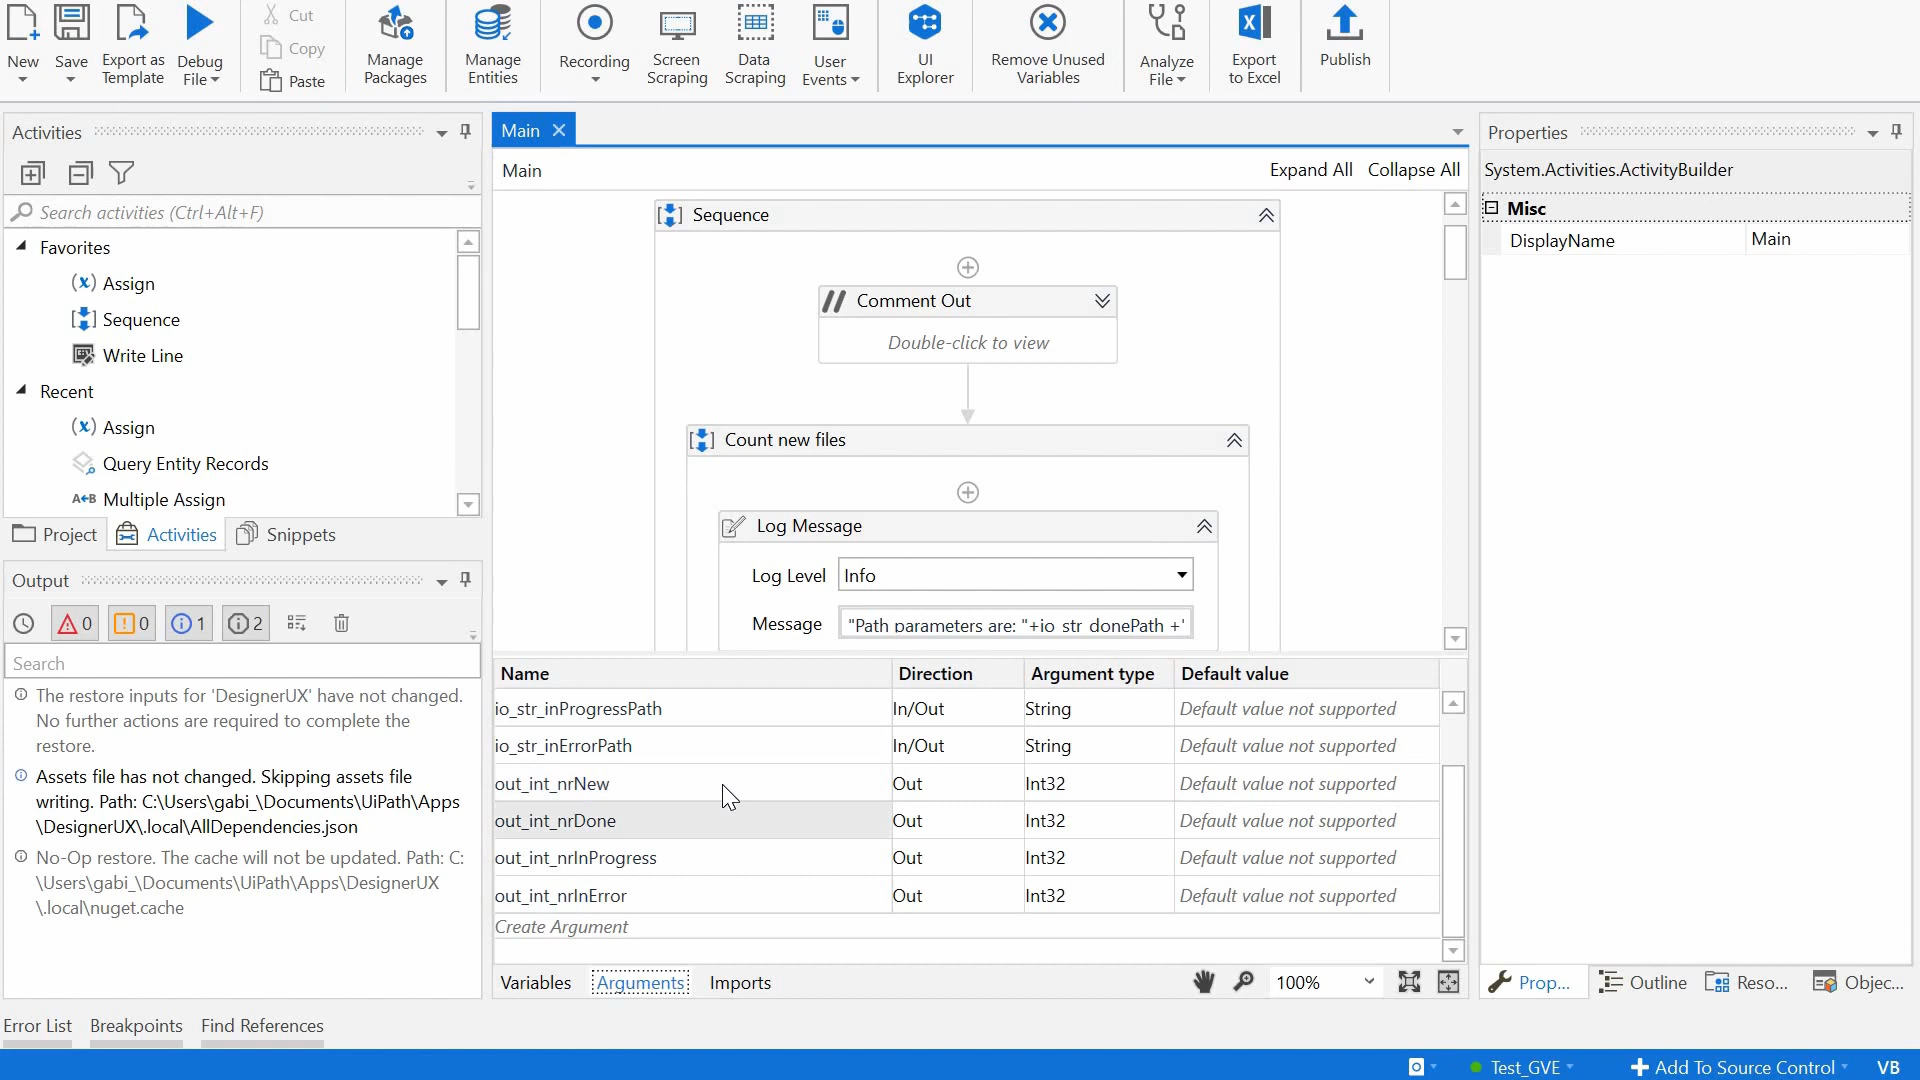 New
Save
Export as
Template
Debug
File
Cut
Copy
Paste
Manage
Packages
Manage
Entities
Recording
Screen
Scraping
Data
Scraping
User
Events
UI
Explorer
Remove Unused
Variables
Analyze
File
Export
to Excel
Publish
Activities
Search activities (Ctrl+Alt+F)
Favorites
Assign
Sequence
Write Line
Recent
Assign
Query Entity Records
Multiple Assign
Project
Activities
Snippets
Output
0
0
1
2
Search
The restore inputs for 'DesignerUX' have not changed.
No further actions are required to complete the
restore.
Assets file has not changed. Skipping assets file
writing. Path: C:\Users\gabi_\Documents\UiPath\Apps
\DesignerUX\.local\AllDependencies.json
No-Op restore. The cache will not be updated. Path: C:
\Users\gabi_\Documents\UiPath\Apps\DesignerUX
\.local\nuget.cache
Main
Main
Expand All
Collapse All
Sequence
Comment Out
Double-click to view
Count new files
Log Message
Log Level
Info
Message
"Path parameters are: "+io_str_donePath +'
Name Direction Argument type Default value
io_str_inProgressPath In/Out String Default value not supported
io_str_inErrorPath In/Out String Default value not supported
out_int_nrNew Out Int32 Default value not supported
out_int_nrDone Out Int32 Default value not supported
out_int_nrInProgress Out Int32 Default value not supported
out_int_nrInError Out Int32 Default value not supported
Create Argument
Variables
Arguments
Imports
100%
Properties
System.Activities.ActivityBuilder
Misc
DisplayName Main
Prop...
Outline
Reso...
Objec...
Error List
Breakpoints
Find References
Test_GVE
Add To Source Control
VB